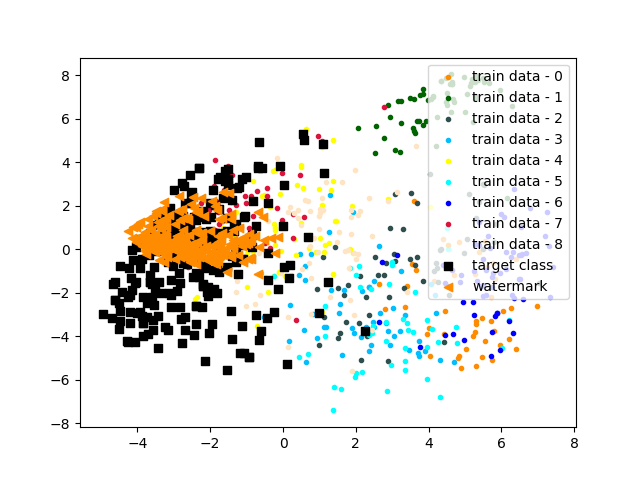 8
6
4
2
0
−2
−4
−6
−8
−4
−2
0
2
4
6
8
train data - 0
train data - 1
train data - 2
train data - 3
train data - 4
train data - 5
train data - 6
train data - 7
train data - 8
target class
watermark